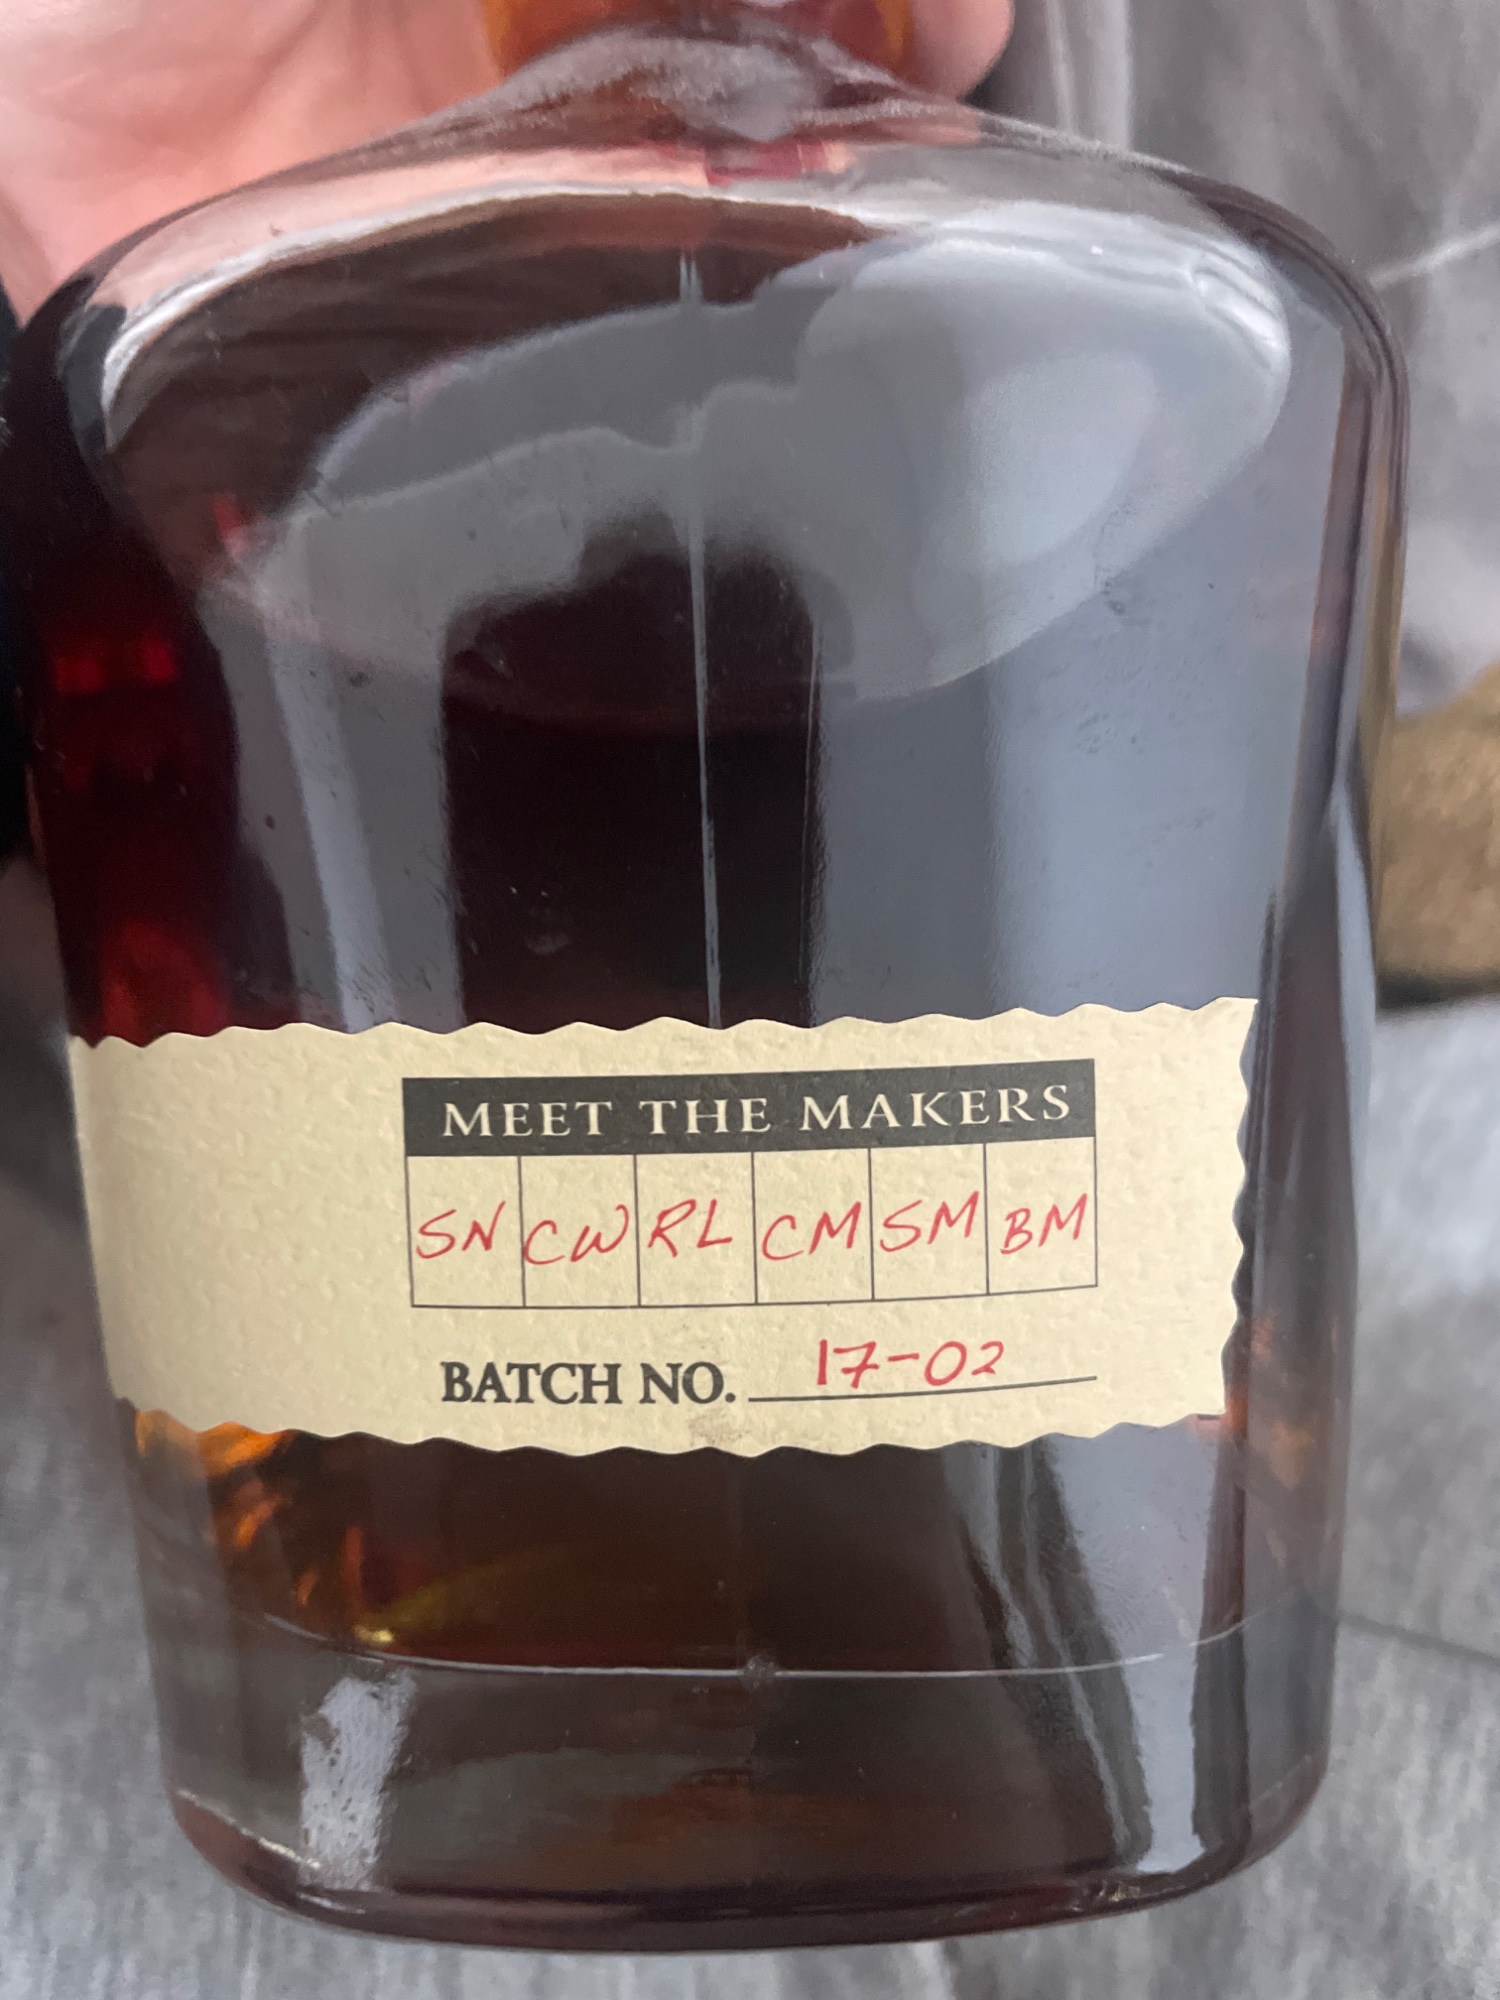 MEET THE MAKERS
SN CW RL CM SM BM
BATCH NO. 17-02